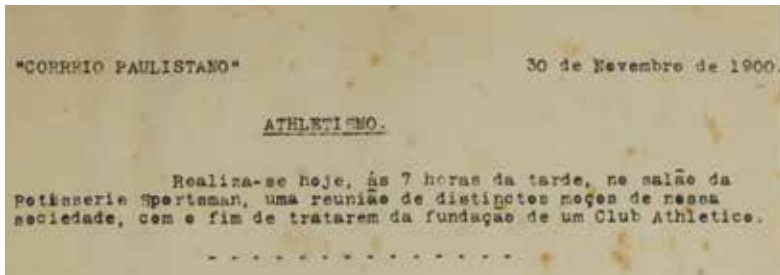 "CORREIO PAULISTANO" 30 de Novembro de 1900.
ATHLETISMO.
Realiza-se hoje, ás 7 horas da tarde, no salão da
Rotisserie Sportsman, uma reunião de distinctos moços de nossa
sociedade, com o fim de tratarem da fundação de um Club Athletico.
- - - - - - - - - - - - - -